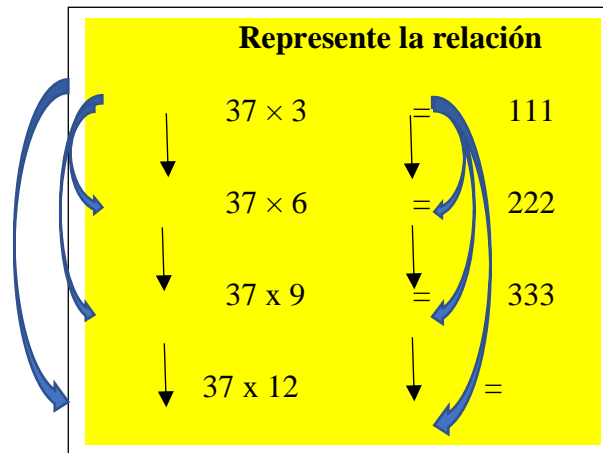 Represente la relación
37 × 3 = 111
37 × 6 = 222
37 x 9 = 333
37 x 12 =